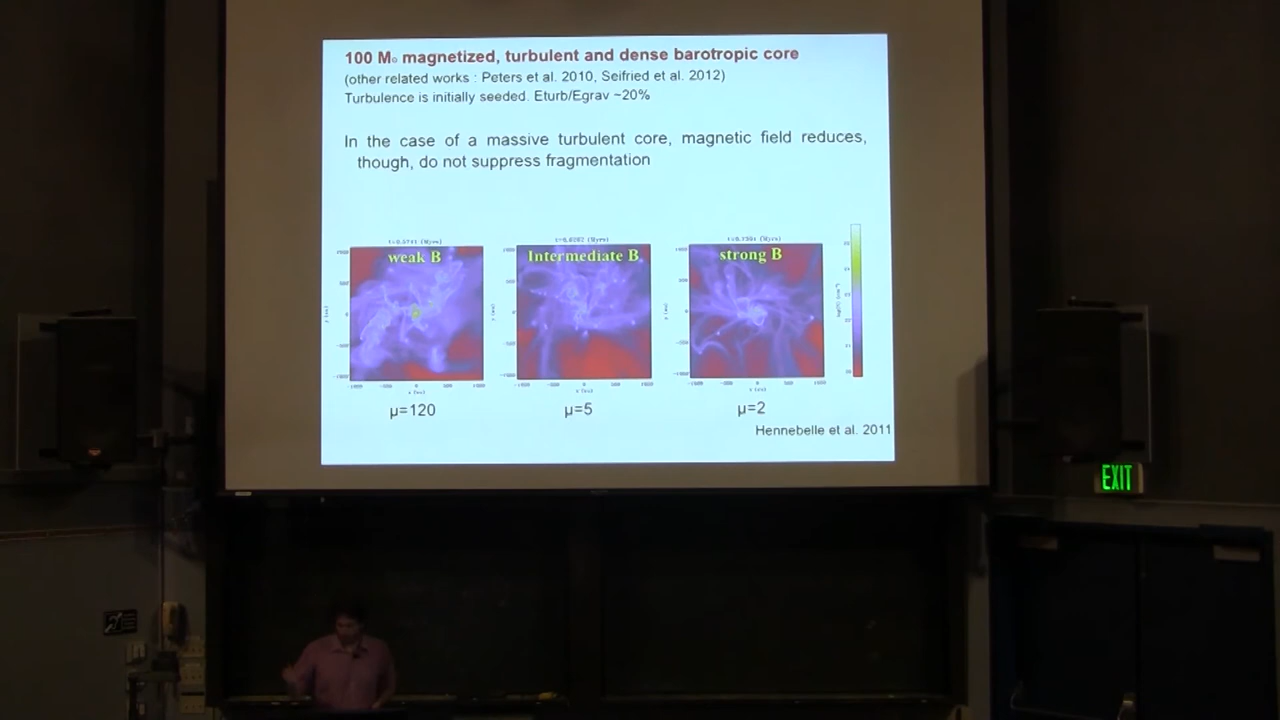 100 M☉ magnetized, turbulent and dense barotropic core
(other related works : Peters et al. 2010, Seifried et al. 2012)
Turbulence is initially seeded. Eturb/Egrav ~20%
In the case of a massive turbulent core, magnetic field reduces,
though, do not suppress fragmentation
weak B
Intermediate B
strong B
μ=120
μ=5
μ=2
Hennebelle et al. 2011
EXIT